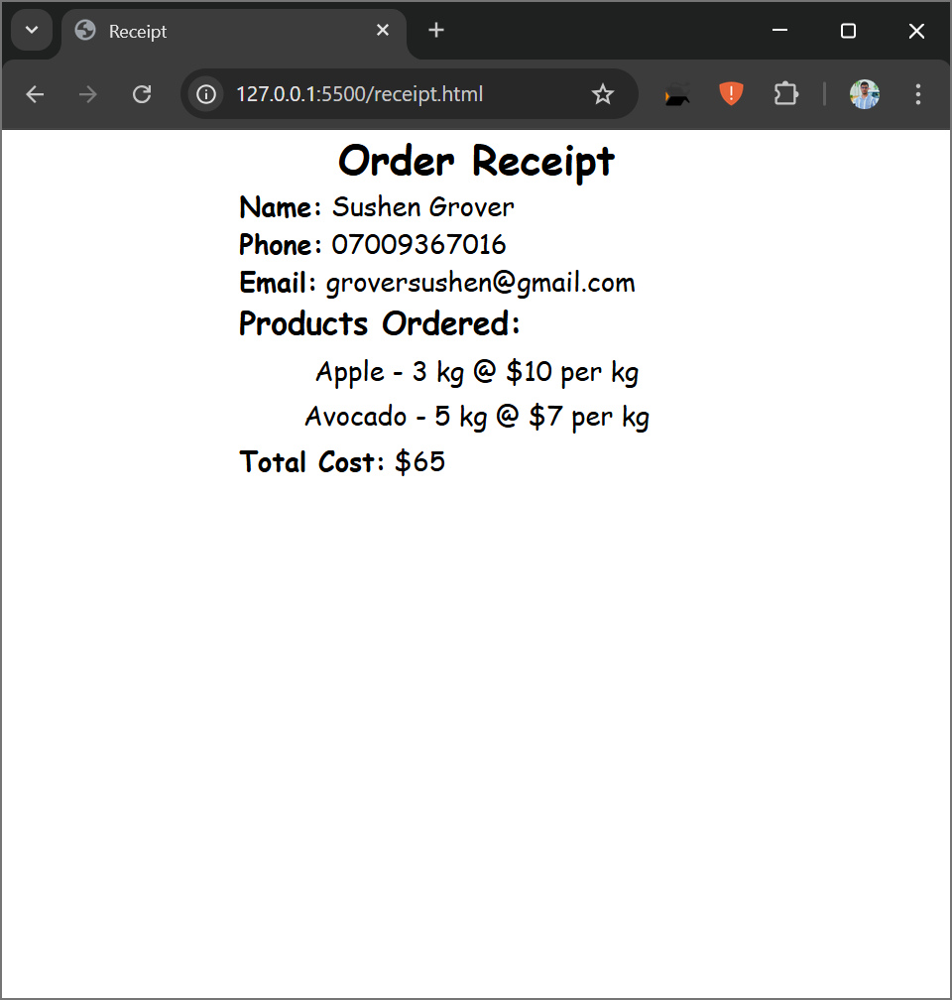 Receipt
127.0.0.1:5500/receipt.html
Order Receipt
Name: Sushen Grover
Phone: 07009367016
Email: groversushen@gmail.com
Products Ordered:
Apple - 3 kg @ $10 per kg
Avocado - 5 kg @ $7 per kg
Total Cost: $65